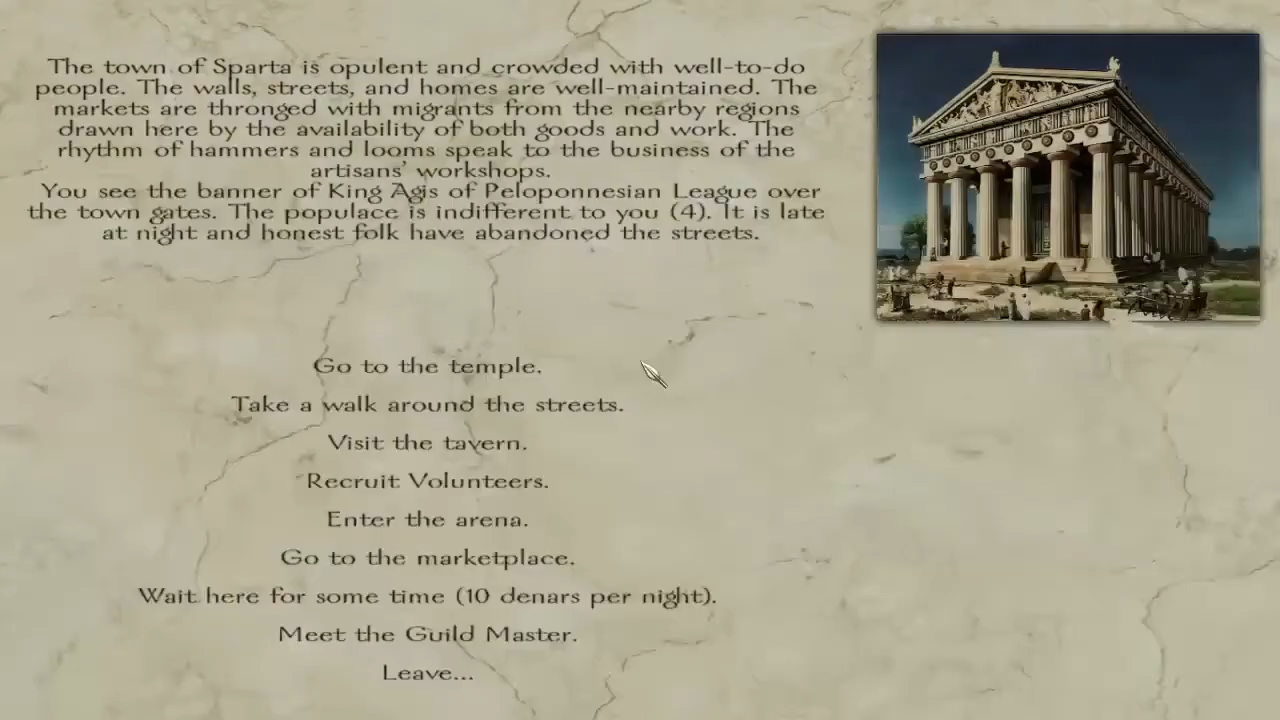 The town of Sparta is opulent and crowded with well-to-do
people. The walls, streets, and homes are well-maintained. The
markets are thronged with migrants from the nearby regions
drawn here by the availability of both goods and work. The
rhythm of hammers and looms speak to the business of the
artisans' workshops.
You see the banner of King Agis of Peloponnesian League over
the town gates. The populace is indifferent to you (4). It is late
at night and honest folk have abandoned the streets.
Go to the temple.
Take a walk around the streets.
Visit the tavern.
Recruit Volunteers.
Enter the arena.
Go to the marketplace.
Wait here for some time (10 denars per night).
Meet the Guild Master.
Leave...